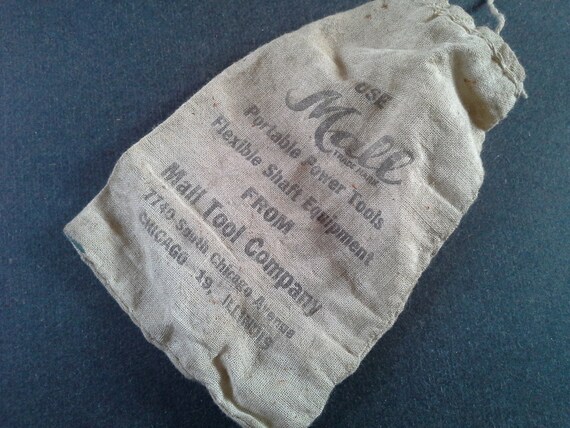 USE
Mall
TRADE MARK
Portable Power Tools
Flexible Shaft Equipment
FROM
Mall Tool Company
7740 South Chicago Avenue
CHICAGO 19, ILLINOIS